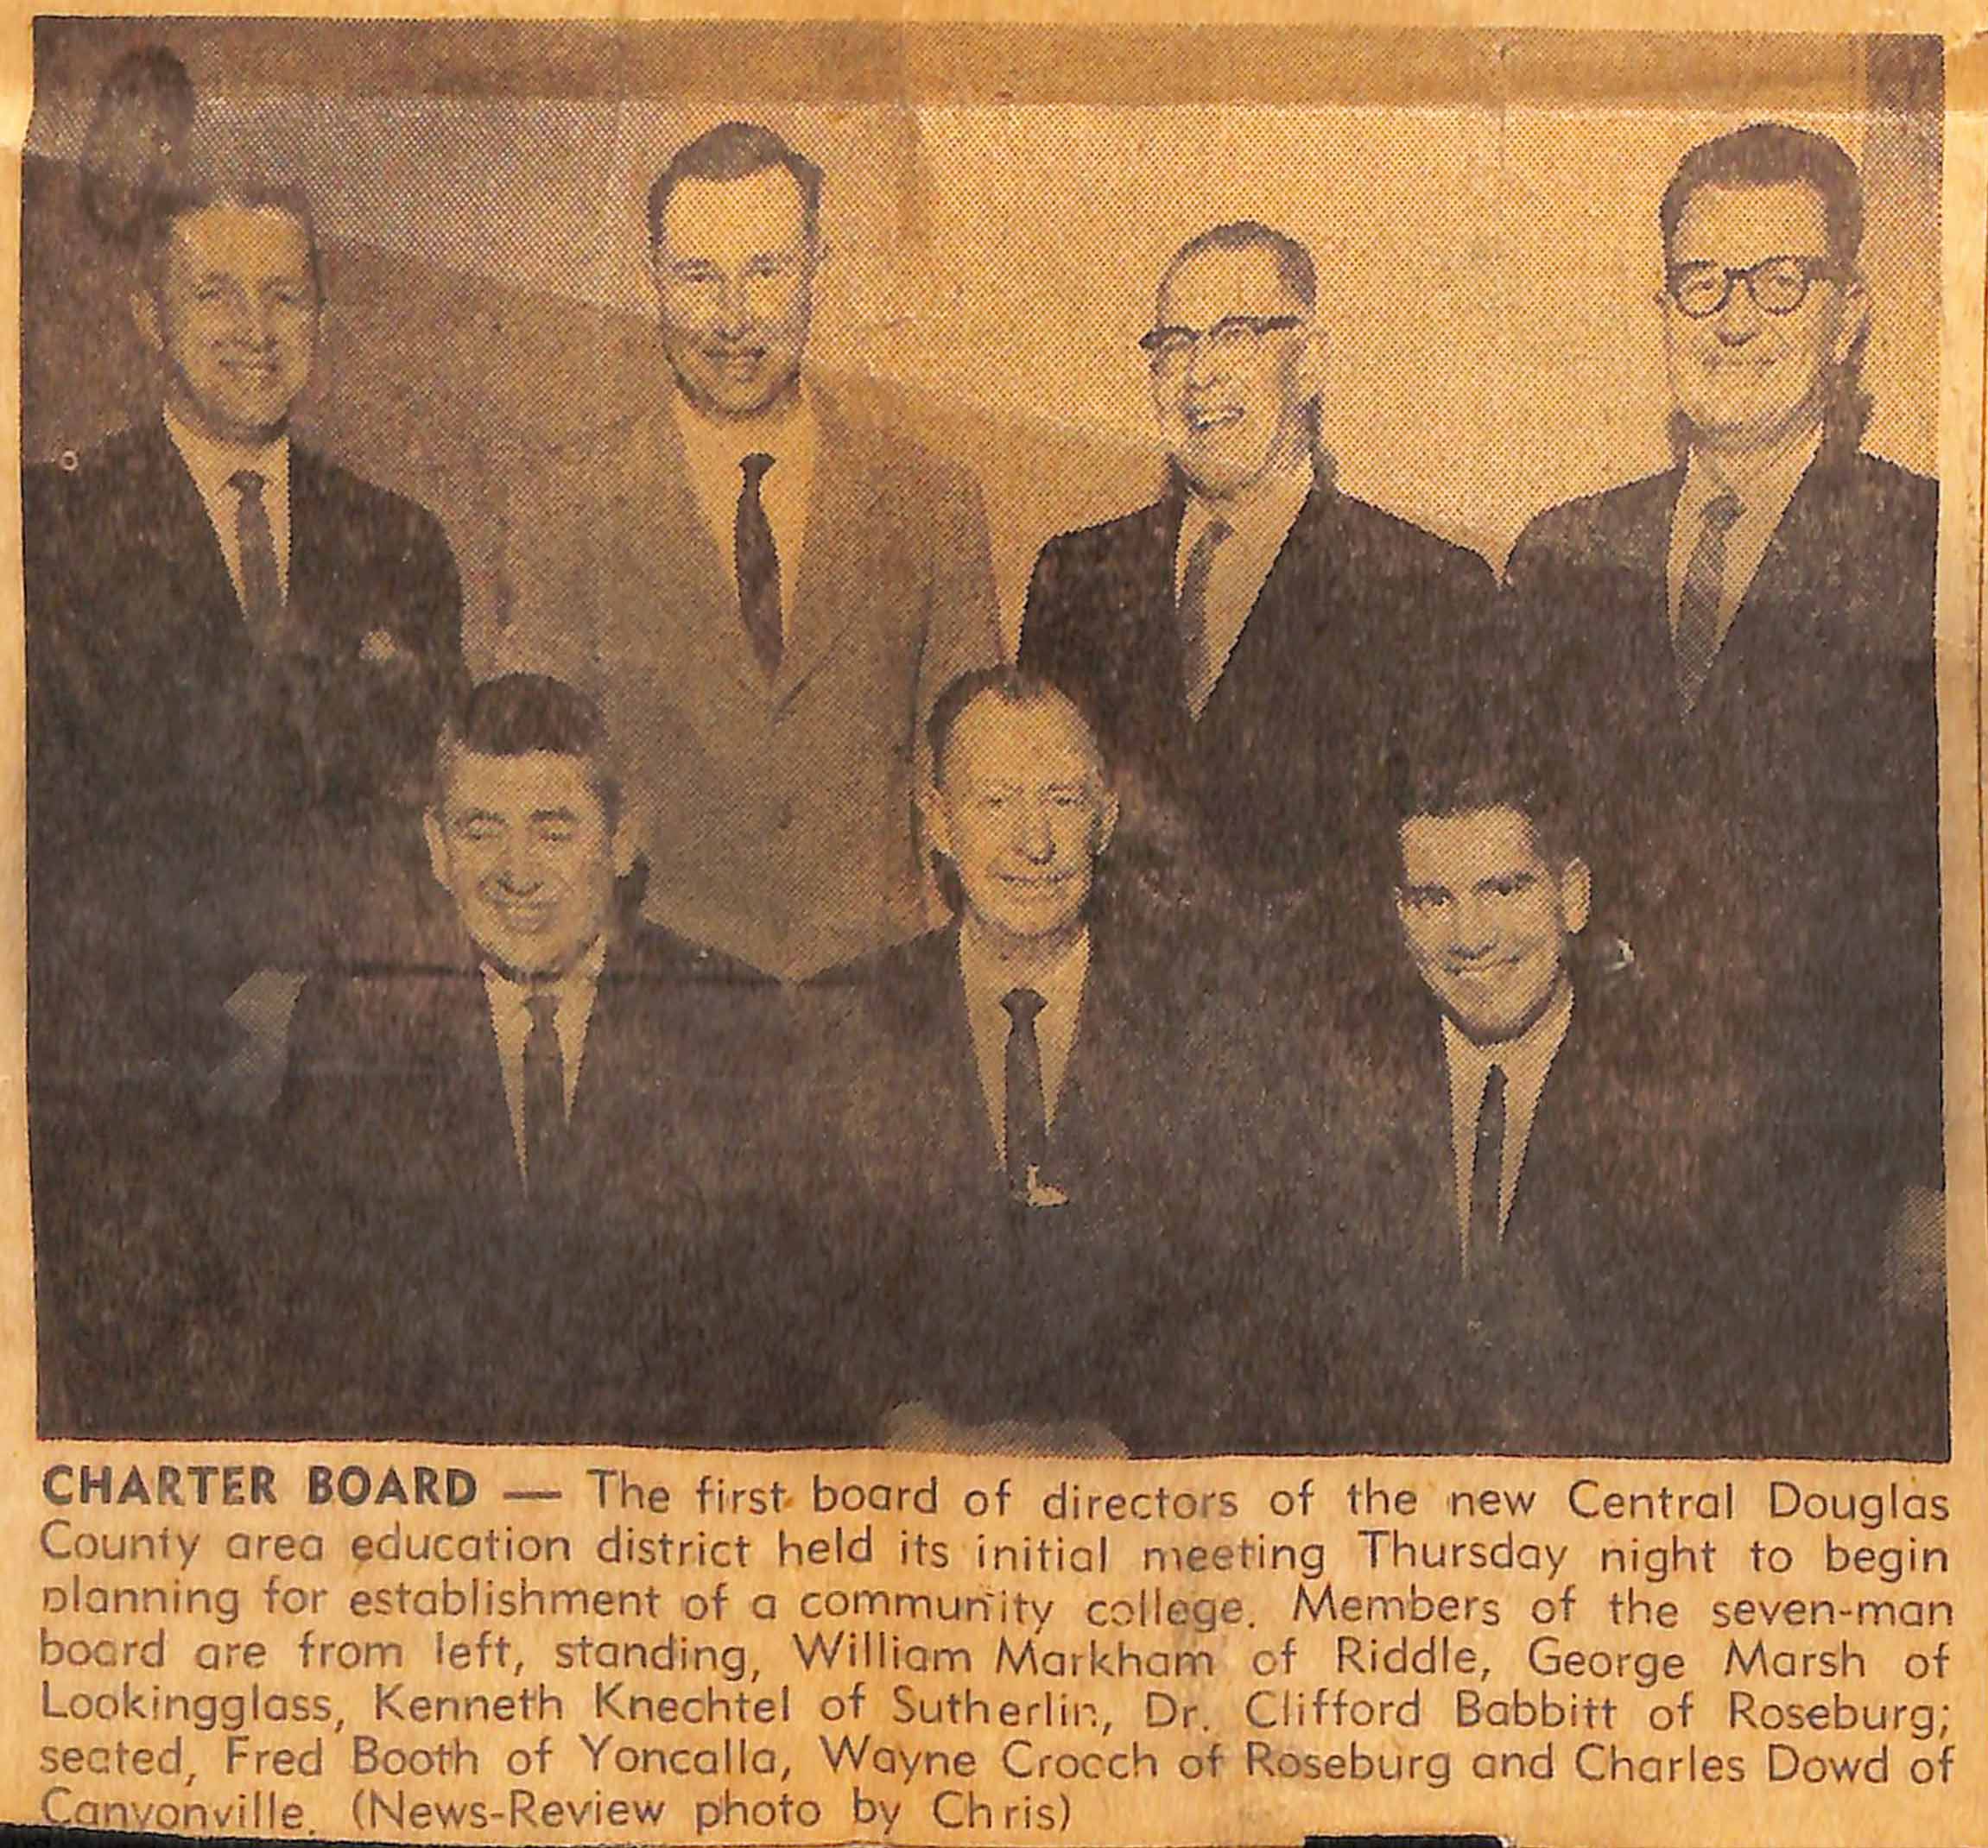 CHARTER BOARD — The first board of directors of the new Central Douglas
County area education district held its initial meeting Thursday night to begin
planning for establishment of a community college. Members of the seven-man
board are from left, standing, William Markham of Riddle, George Marsh of
Lookingglass, Kenneth Knechtel of Sutherlin, Dr. Clifford Babbitt of Roseburg;
seated, Fred Booth of Yoncalla, Wayne Crooch of Roseburg and Charles Dowd of
Canyonville. (News-Review photo by Chris)